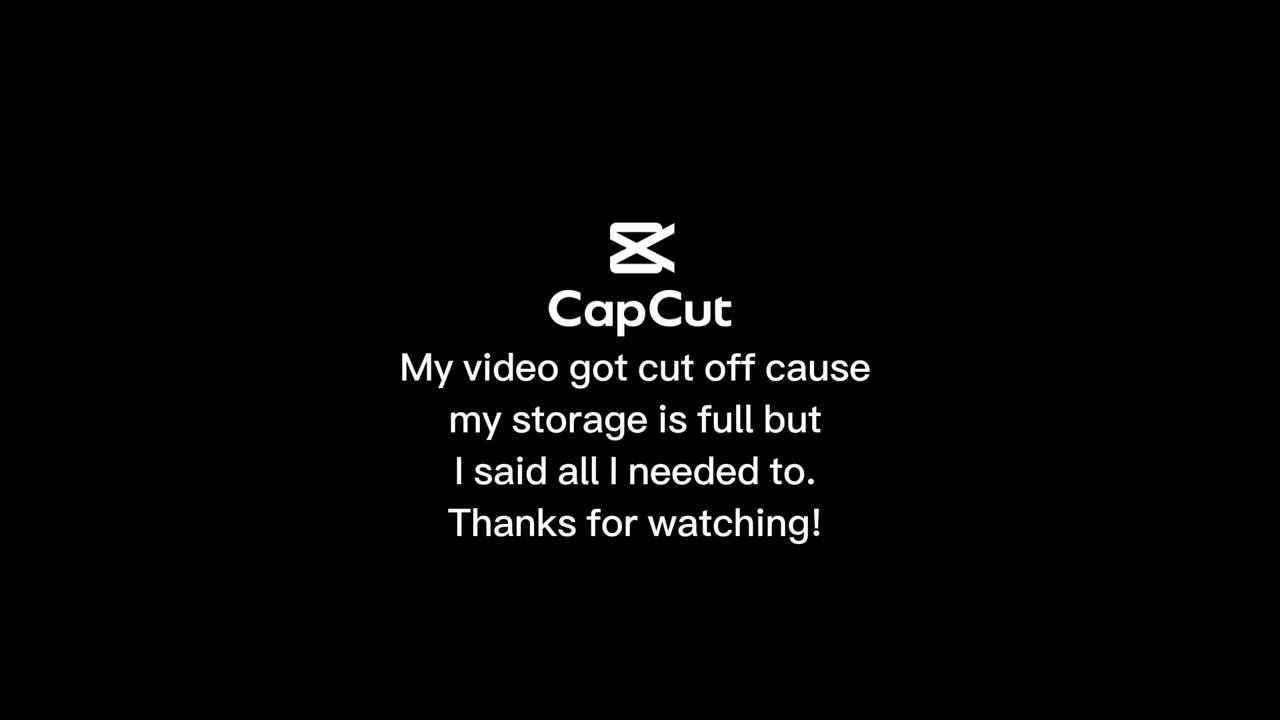 CapCut
My video got cut off cause
my storage is full but
I said all I needed to.
Thanks for watching!